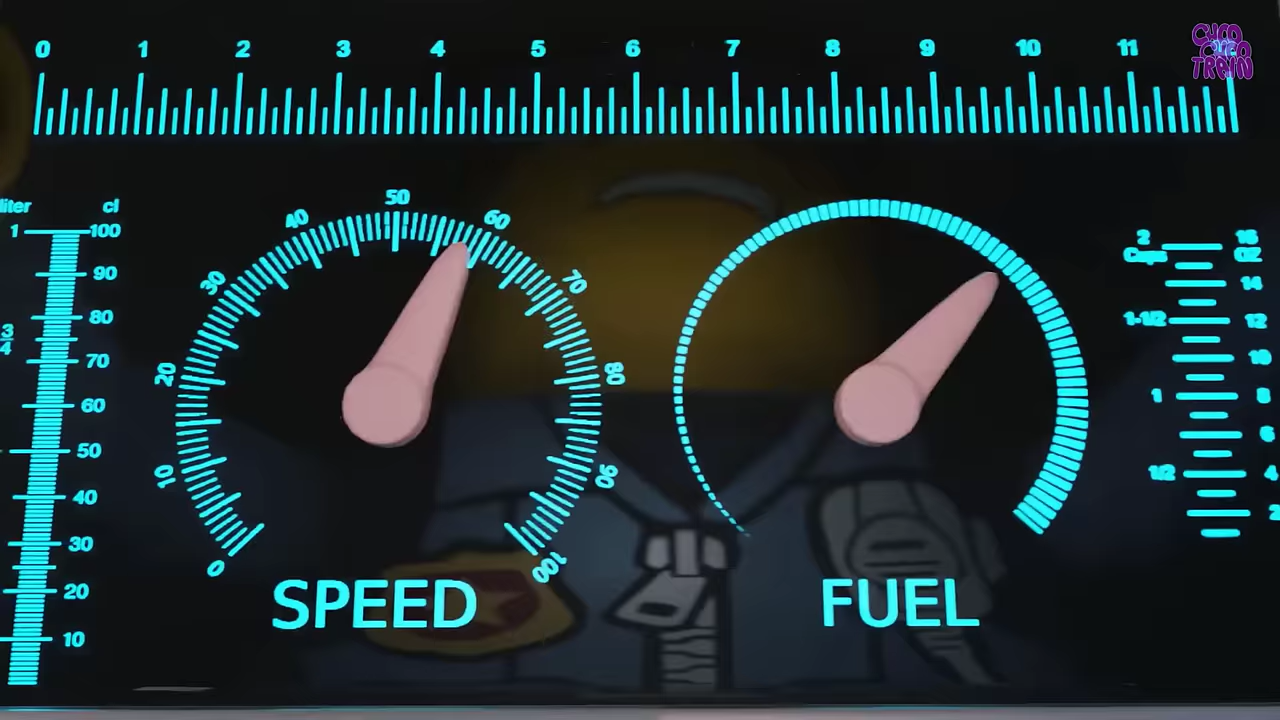 0 1 2 3 4 5 6 7 8 9 10 11
CHOO
CHOO
TRAIN
liter cl
1 100
90
80
3/4
70
60
50
40
30
20
10
0 10 20 30 40 50 60 70 80 90 100
SPEED
FUEL
2 16
Cups OZ
14
1-1/2 12
10
1 8
6
1/2 4
2